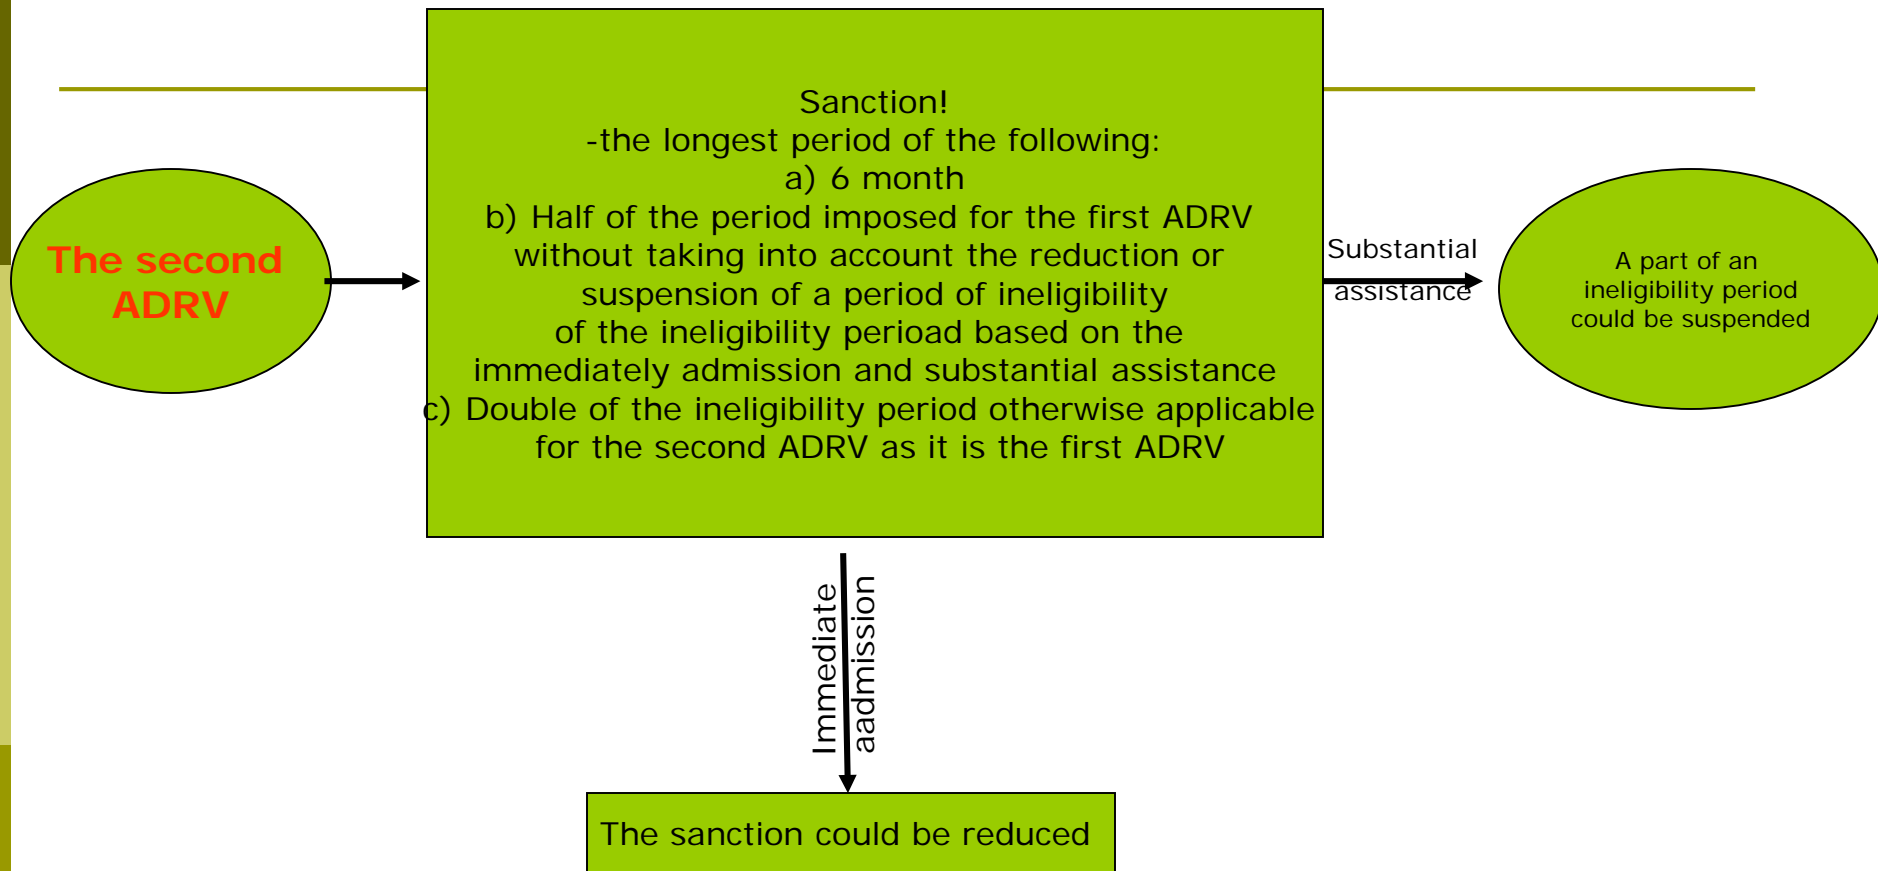 The second
ADRV
Sanction!
-the longest period of the following:
a) 6 month
b) Half of the period imposed for the first ADRV
without taking into account the reduction or
suspension of a period of ineligibility
of the ineligibility perioad based on the
immediately admission and substantial assistance
c) Double of the ineligibility period otherwise applicable
for the second ADRV as it is the first ADRV
Substantial
assistance
A part of an
ineligibility period
could be suspended
Immediate
aadmission
The sanction could be reduced